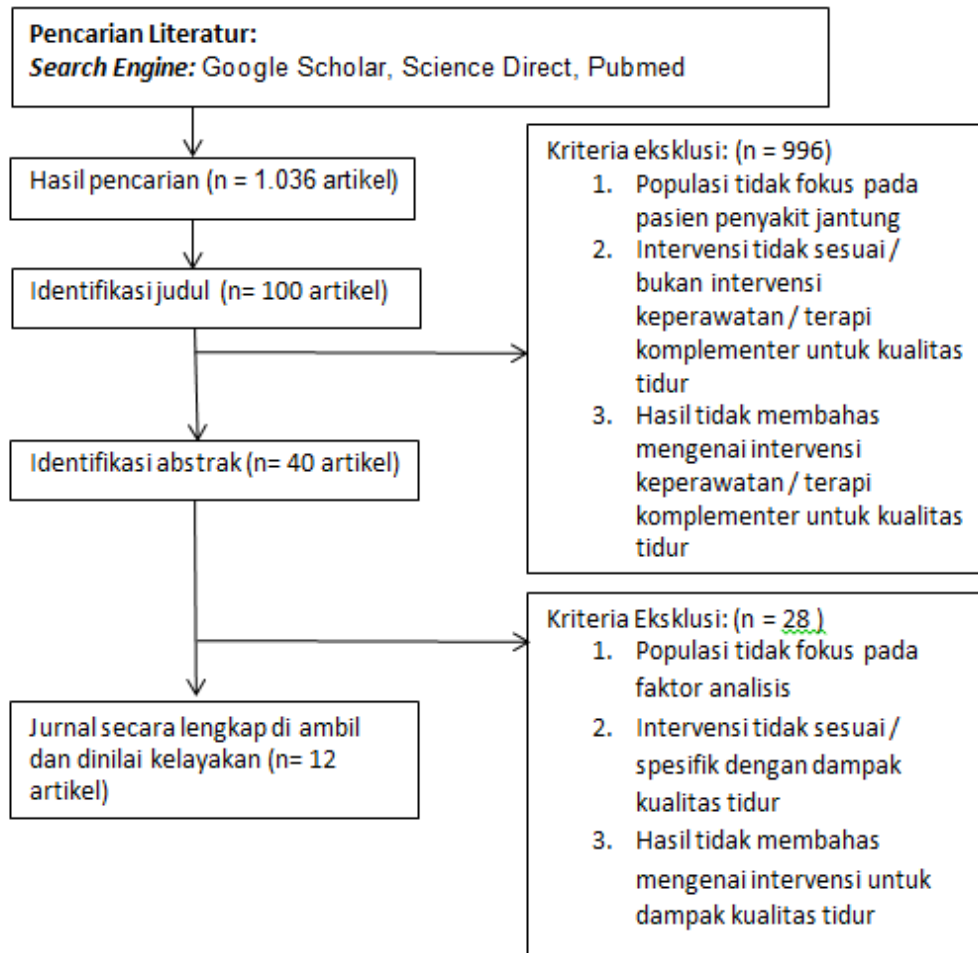 Pencarian Literatur:
Search Engine: Google Scholar, Science Direct, Pubmed
Hasil pencarian (n = 1.036 artikel)
Identifikasi judul (n= 100 artikel)
Kriteria eksklusi: (n = 996)
1. Populasi tidak fokus pada
pasien penyakit jantung
2. Intervensi tidak sesuai /
bukan intervensi
keperawatan / terapi
komplementer untuk kualitas
tidur
3. Hasil tidak membahas
mengenai intervensi
keperawatan / terapi
komplementer untuk kualitas
tidur
Identifikasi abstrak (n= 40 artikel)
Kriteria Eksklusi: (n = 28 )
1. Populasi tidak fokus pada
faktor analisis
2. Intervensi tidak sesuai /
spesifik dengan dampak
kualitas tidur
3. Hasil tidak membahas
mengenai intervensi untuk
dampak kualitas tidur
Jurnal secara lengkap di ambil
dan dinilai kelayakan (n= 12
artikel)